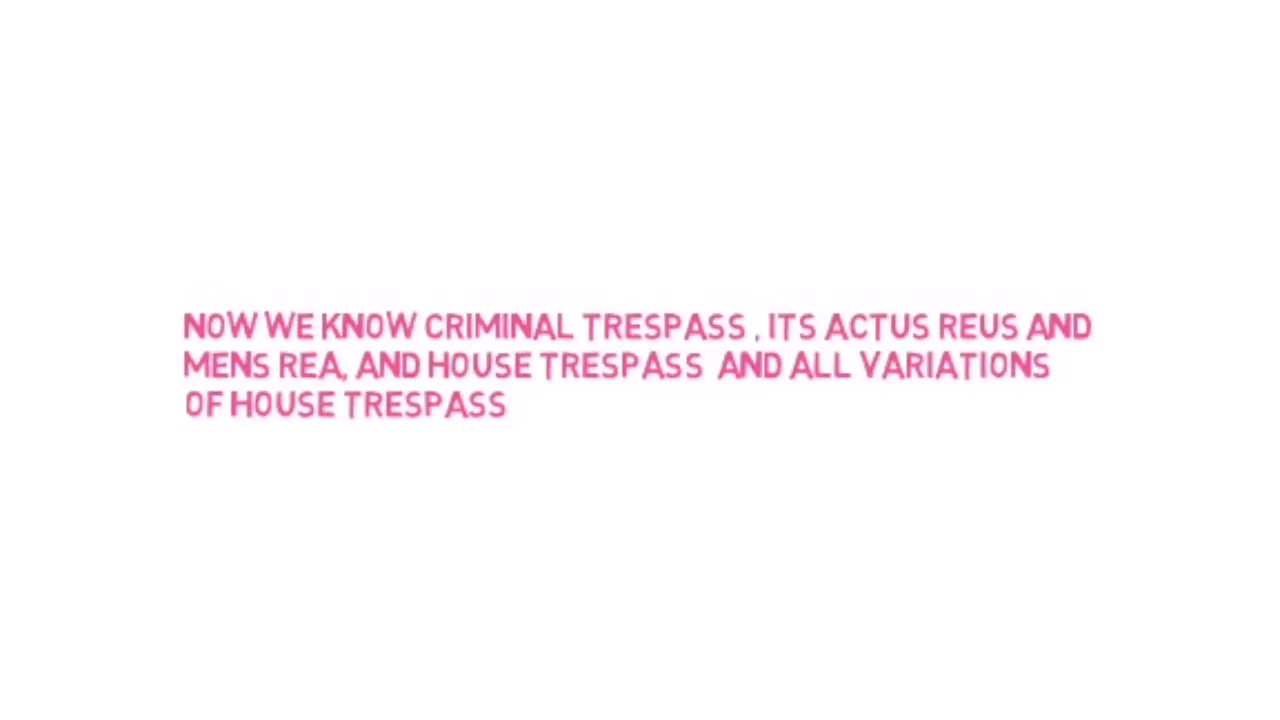 NOW WE KNOW CRIMINAL TRESPASS , ITS ACTUS REUS AND
MENS REA, AND HOUSE TRESPASS AND ALL VARIATIONS
OF HOUSE TRESPASS